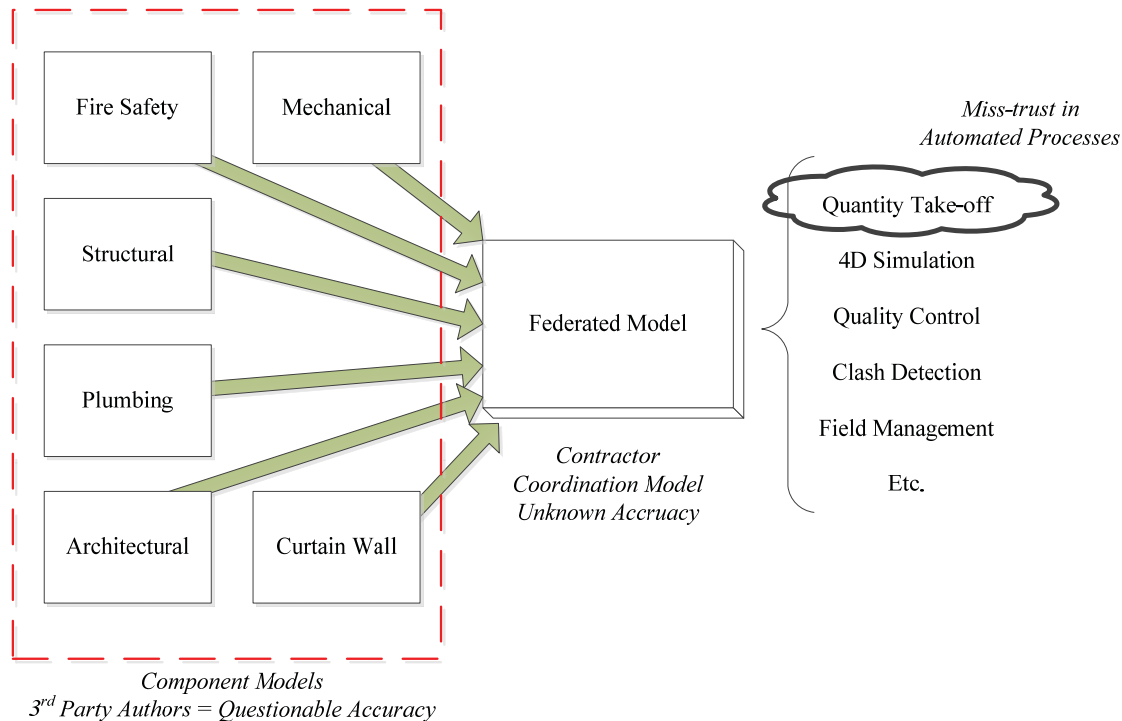 Fire Safety
Mechanical
Structural
Plumbing
Architectural
Curtain Wall
Component Models
3rd Party Authors = Questionable Accuracy
Federated Model
Contractor
Coordination Model
Unknown Accruacy
Miss-trust in
Automated Processes
Quantity Take-off
4D Simulation
Quality Control
Clash Detection
Field Management
Etc.